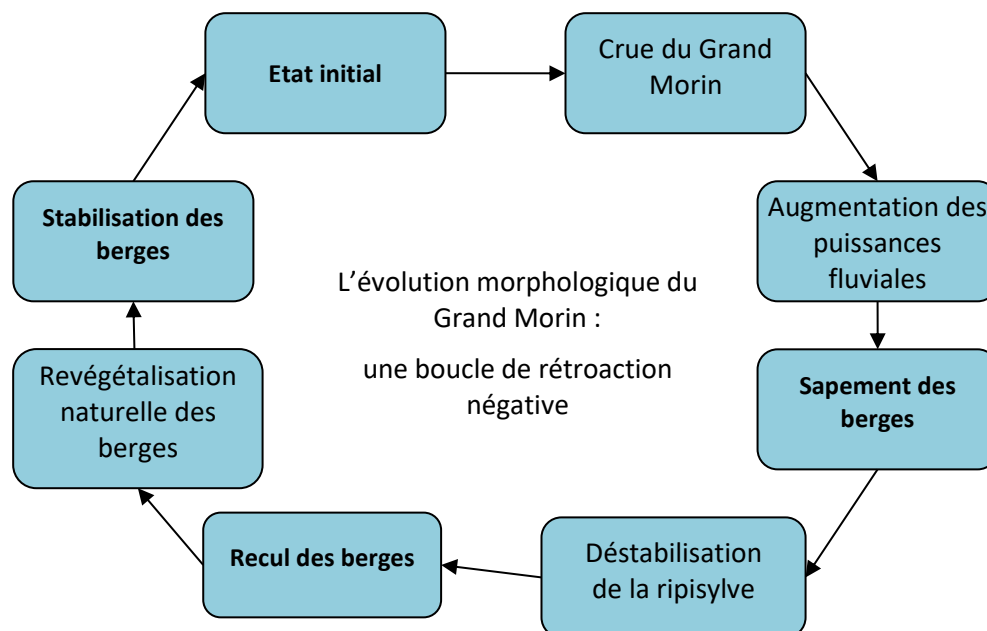 Etat initial
Crue du Grand
Morin
Augmentation des
puissances
fluviales
Sapement des
berges
Déstabilisation
de la ripisylve
Recul des berges
Revégétalisation
naturelle des
berges
Stabilisation des
berges
L'évolution morphologique du
Grand Morin :
une boucle de rétroaction
négative